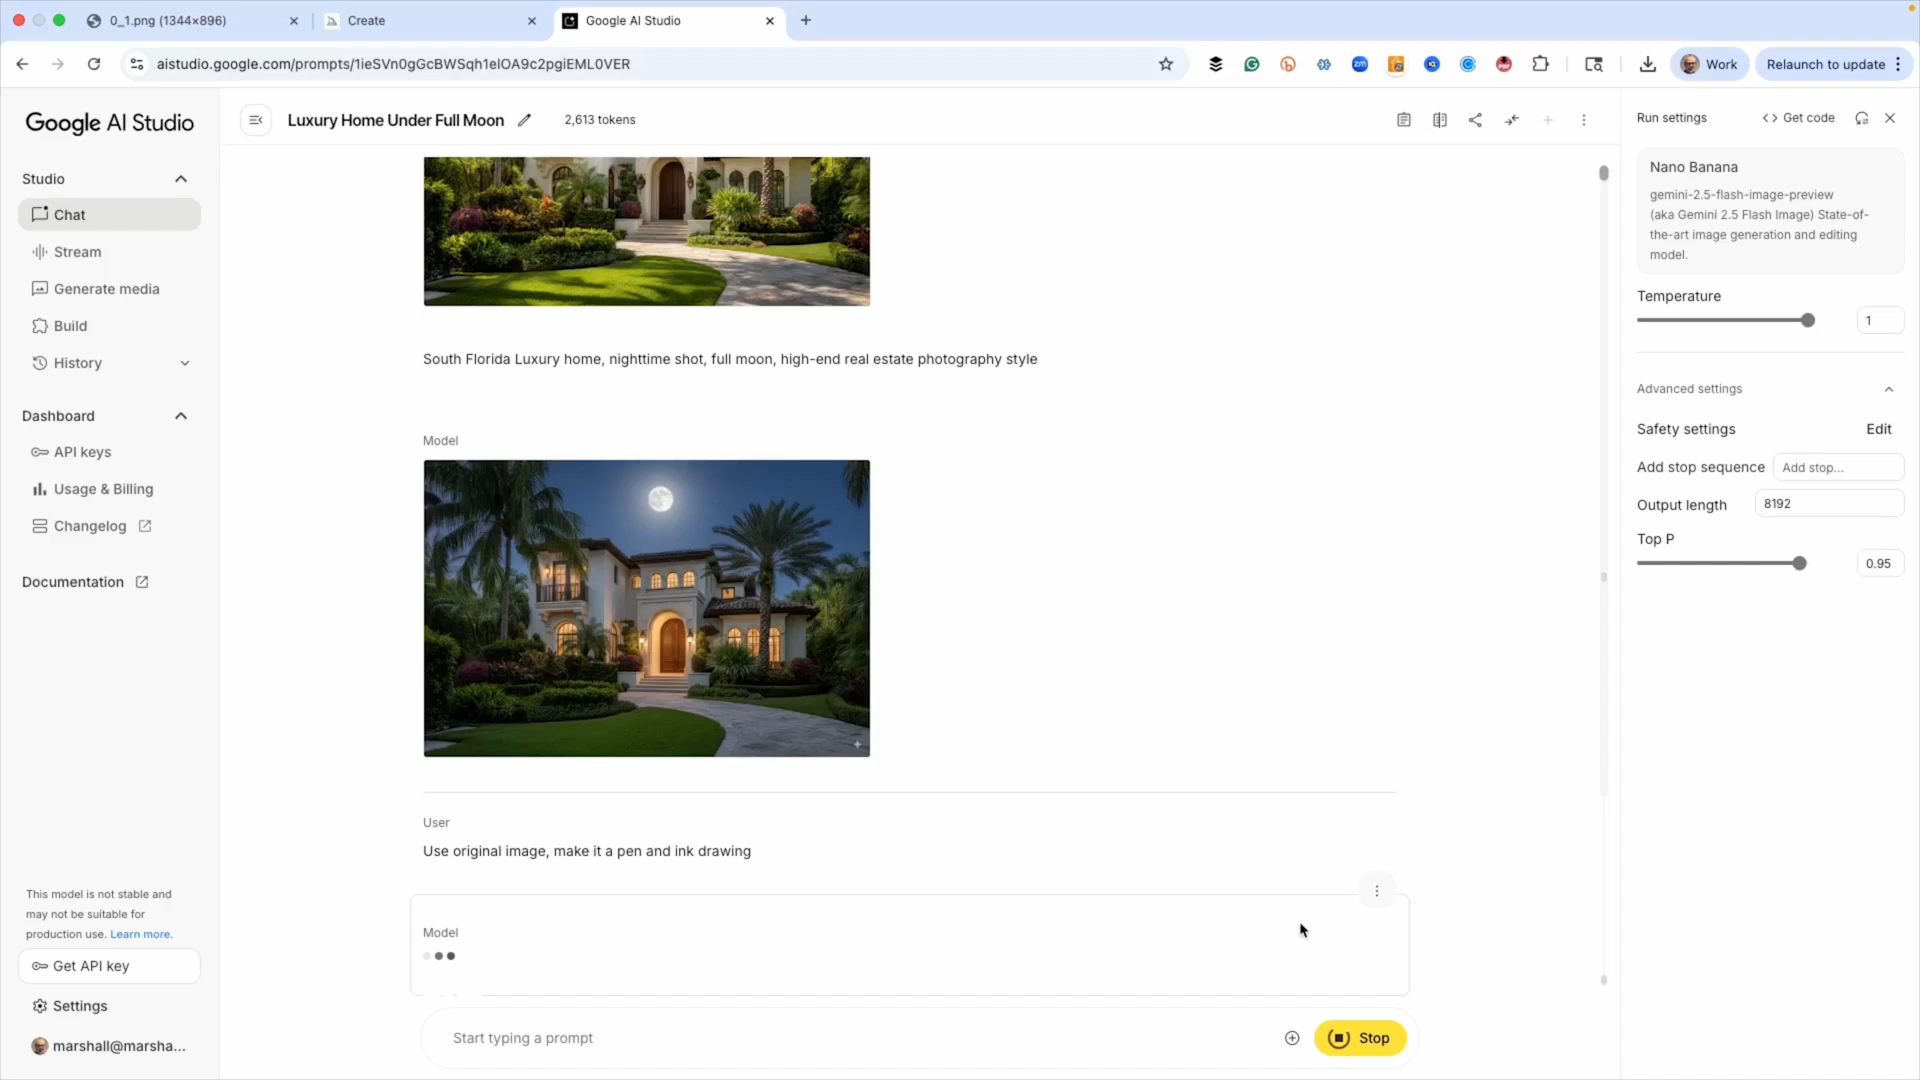 0_1.png (1344×896)
Create
Google AI Studio
aistudio.google.com/prompts/1ieSVn0gGcBWSqh1elOA9c2pgiEML0VER
Work
Relaunch to update
Google AI Studio
Luxury Home Under Full Moon
2,613 tokens
Studio
Chat
Stream
Generate media
Build
History
Dashboard
API keys
Usage & Billing
Changelog
Documentation
This model is not stable and
may not be suitable for
production use. Learn more.
Get API key
Settings
marshall@marsha...
South Florida Luxury home, nighttime shot, full moon, high-end real estate photography style
Model
User
Use original image, make it a pen and ink drawing
Model
Start typing a prompt
Stop
Run settings
Get code
Nano Banana
gemini-2.5-flash-image-preview
(aka Gemini 2.5 Flash Image) State-of-
the-art image generation and editing
model.
Temperature
1
Advanced settings
Safety settings
Edit
Add stop sequence
Add stop...
Output length
8192
Top P
0.95